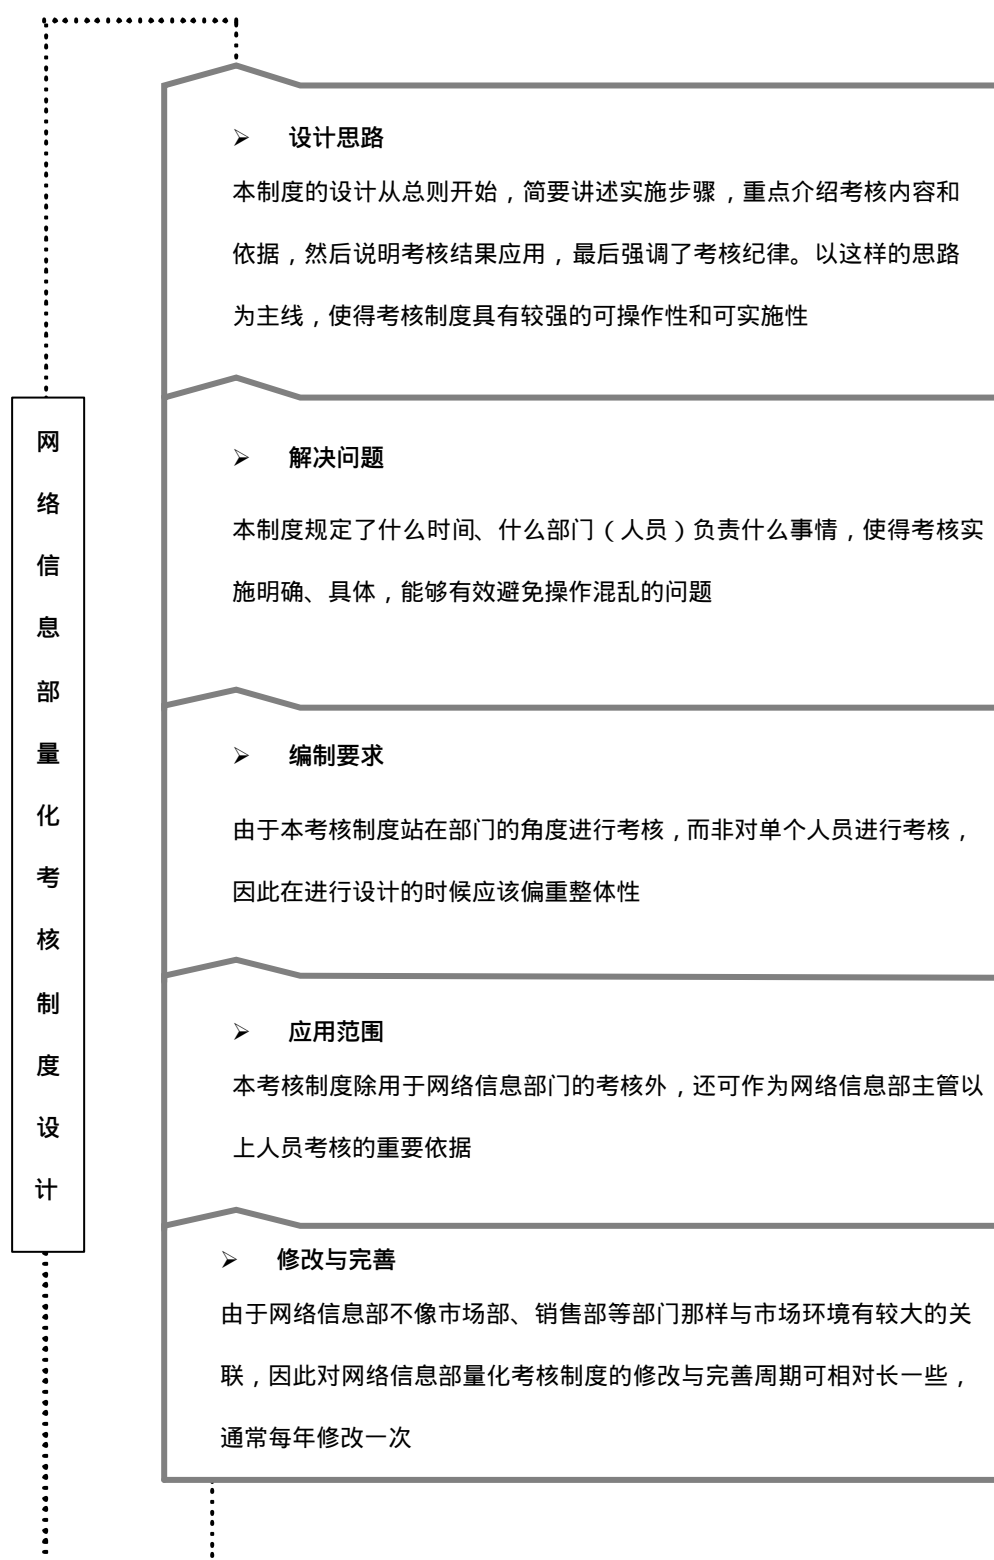 网络信息部量化考核制度设计
➢ 设计思路
本制度的设计从总则开始，简要讲述实施步骤，重点介绍考核内容和
依据，然后说明考核结果应用，最后强调了考核纪律。以这样的思路
为主线，使得考核制度具有较强的可操作性和可实施性
➢ 解决问题
本制度规定了什么时间、什么部门（人员）负责什么事情，使得考核实
施明确、具体，能够有效避免操作混乱的问题
➢ 编制要求
由于本考核制度站在部门的角度进行考核，而非对单个人员进行考核，
因此在进行设计的时候应该偏重整体性
➢ 应用范围
本考核制度除用于网络信息部门的考核外，还可作为网络信息部主管以
上人员考核的重要依据
➢ 修改与完善
由于网络信息部不像市场部、销售部等部门那样与市场环境有较大的关
联，因此对网络信息部量化考核制度的修改与完善周期可相对长一些，
通常每年修改一次